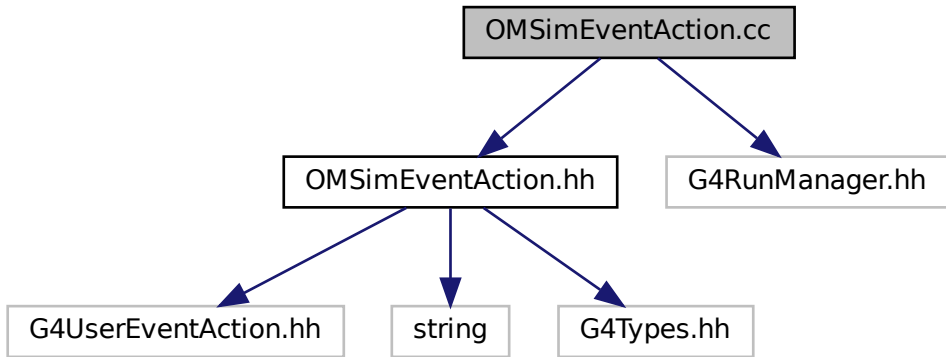 OMSimEventAction.cc
OMSimEventAction.hh
G4RunManager.hh
G4UserEventAction.hh
string
G4Types.hh